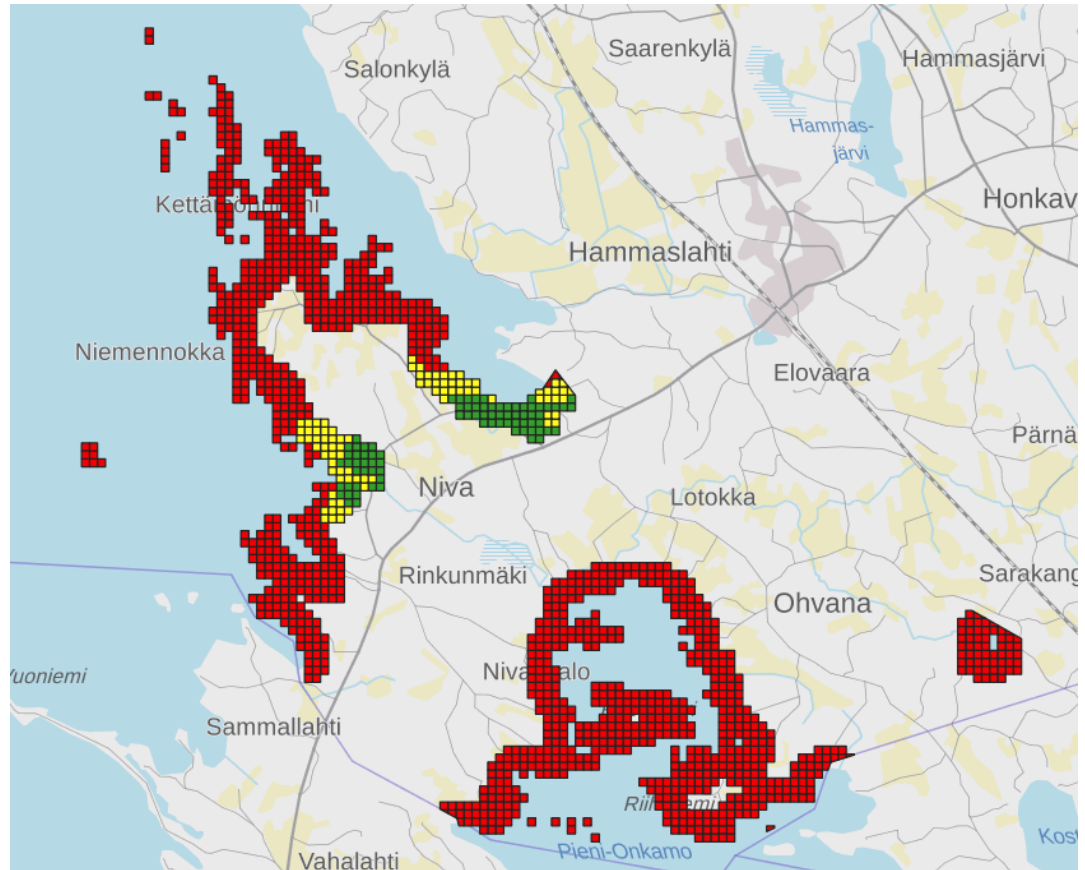 Saarenkylä
Salonkylä
Hammasjärvi
Hammas-
järvi
Honkav
Hammaslahti
Niemennokka
Elovaara
Pärnä
Niva
Lotokka
Rinkunmäki
Sarakang
Ohvana
Sammallahti
Pieni-Onkamo
Kost
Vahalahti